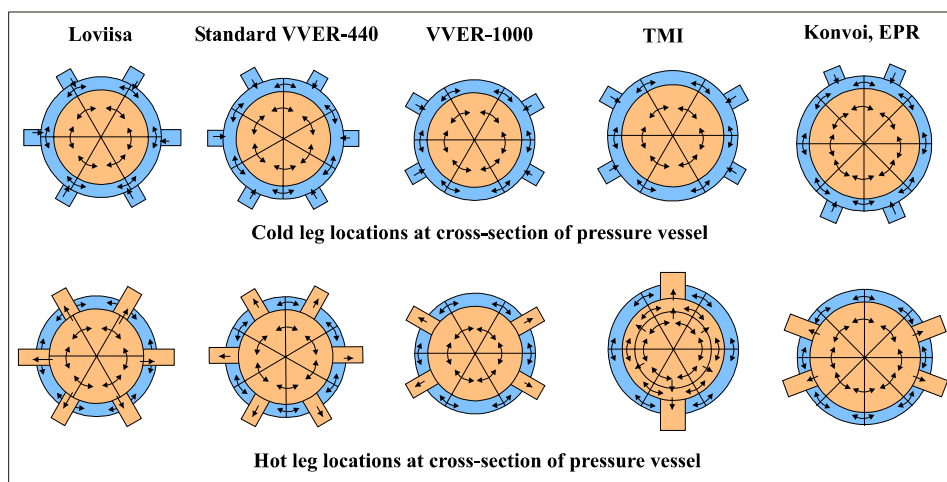 Loviisa Standard VVER-440 VVER-1000 TMI Konvoi, EPR
Cold leg locations at cross-section of pressure vessel
Hot leg locations at cross-section of pressure vessel